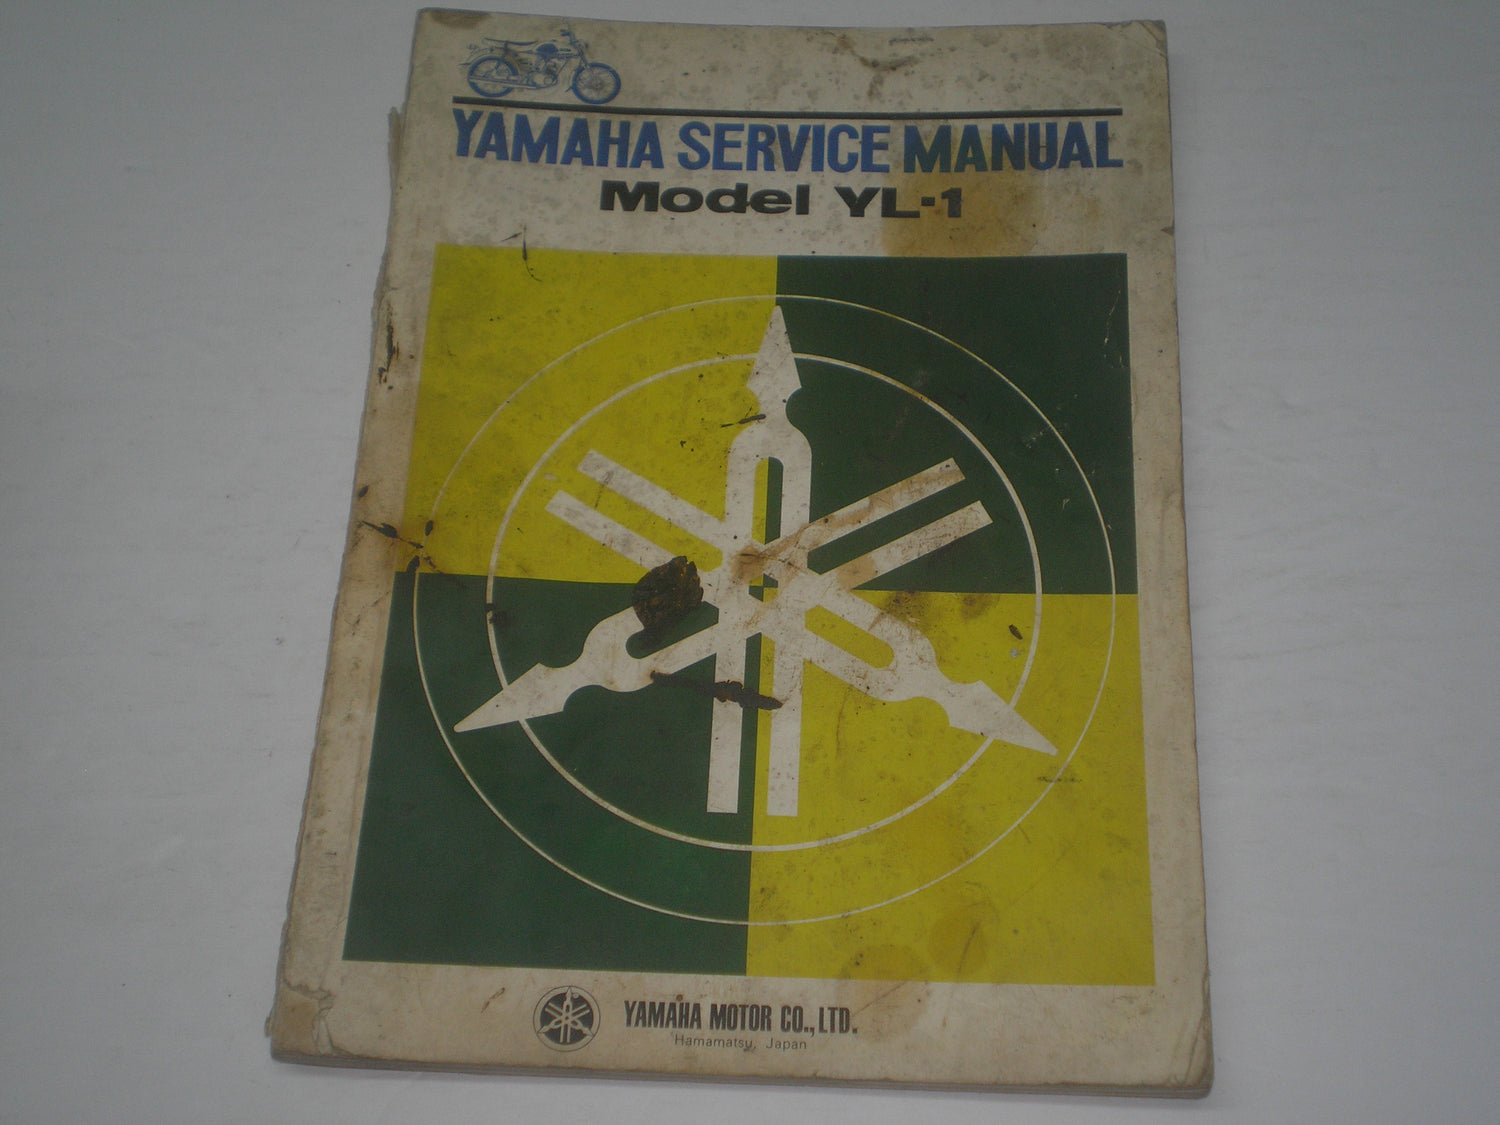 YAMAHA SERVICE MANUAL
Model YL-1
YAMAHA MOTOR CO., LTD.
Hamamatsu, Japan